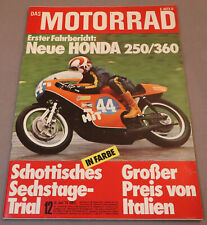 DAS
MOTORRAD
Erster Fahrbericht:
Neue HONDA 250/360
44
IN FARBE
Schottisches
Sechstage-
Trial
Großer
Preis von
Italien
12